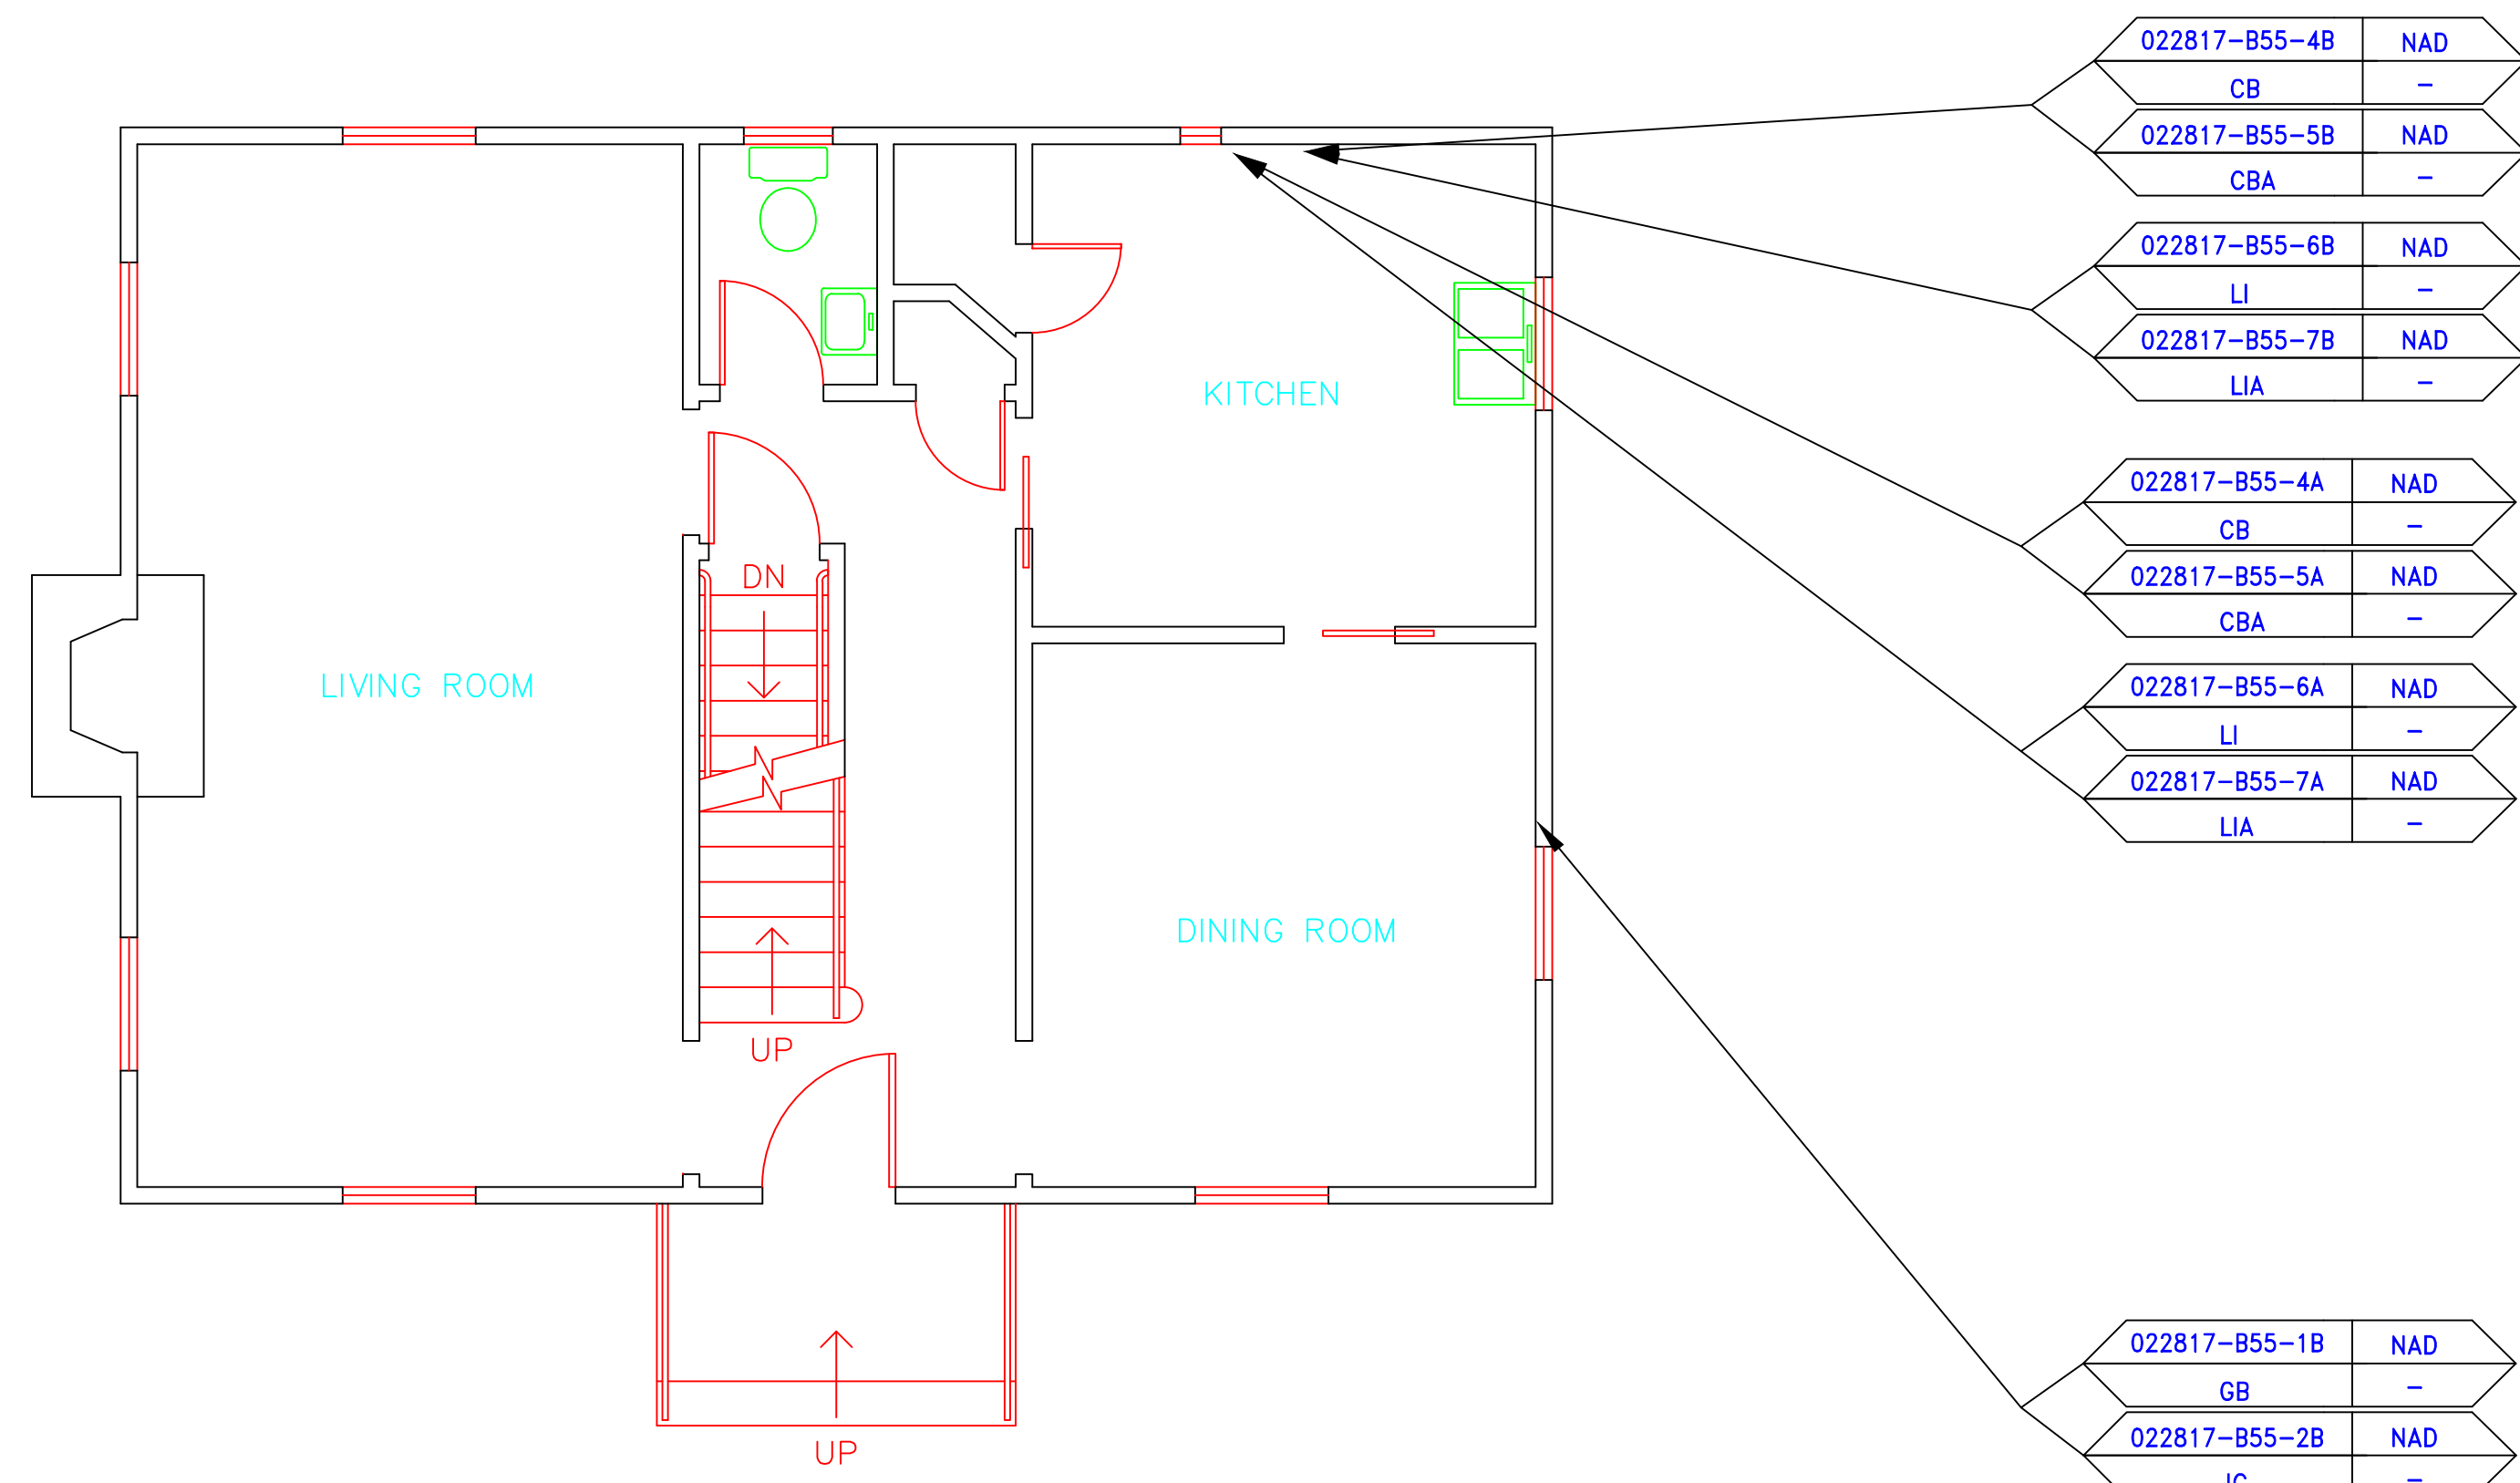 022817-B55-4B NAD
CB -
022817-B55-5B NAD
CBA -
022817-B55-6B NAD
LI -
022817-B55-7B NAD
LIA -
KITCHEN
022817-B55-4A NAD
CB -
022817-B55-5A NAD
CBA -
DN
LIVING ROOM
022817-B55-6A NAD
LI -
022817-B55-7A NAD
LIA -
DINING ROOM
UP
022817-B55-1B NAD
GB -
022817-B55-2B NAD
UP